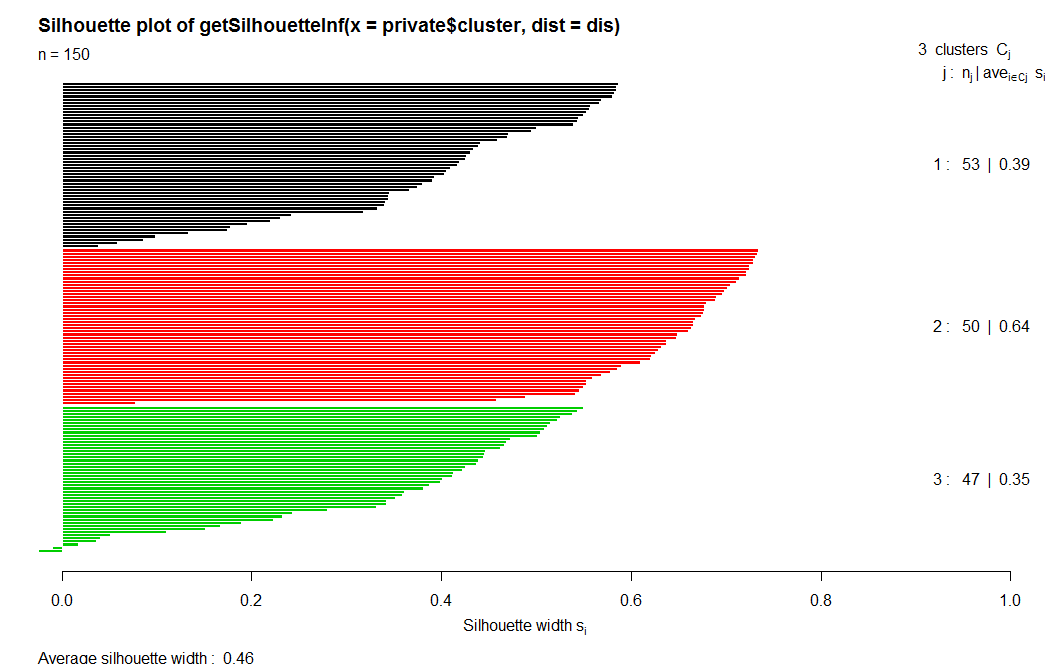 Silhouette plot of getSilhouetteInf(x = private$cluster, dist = dis)
n = 150
3 clusters Cj
j : nj | avei∈Cj si
1 : 53 | 0.39
2 : 50 | 0.64
3 : 47 | 0.35
0.0 0.2 0.4 0.6 0.8 1.0
Silhouette width si
Average silhouette width : 0.46